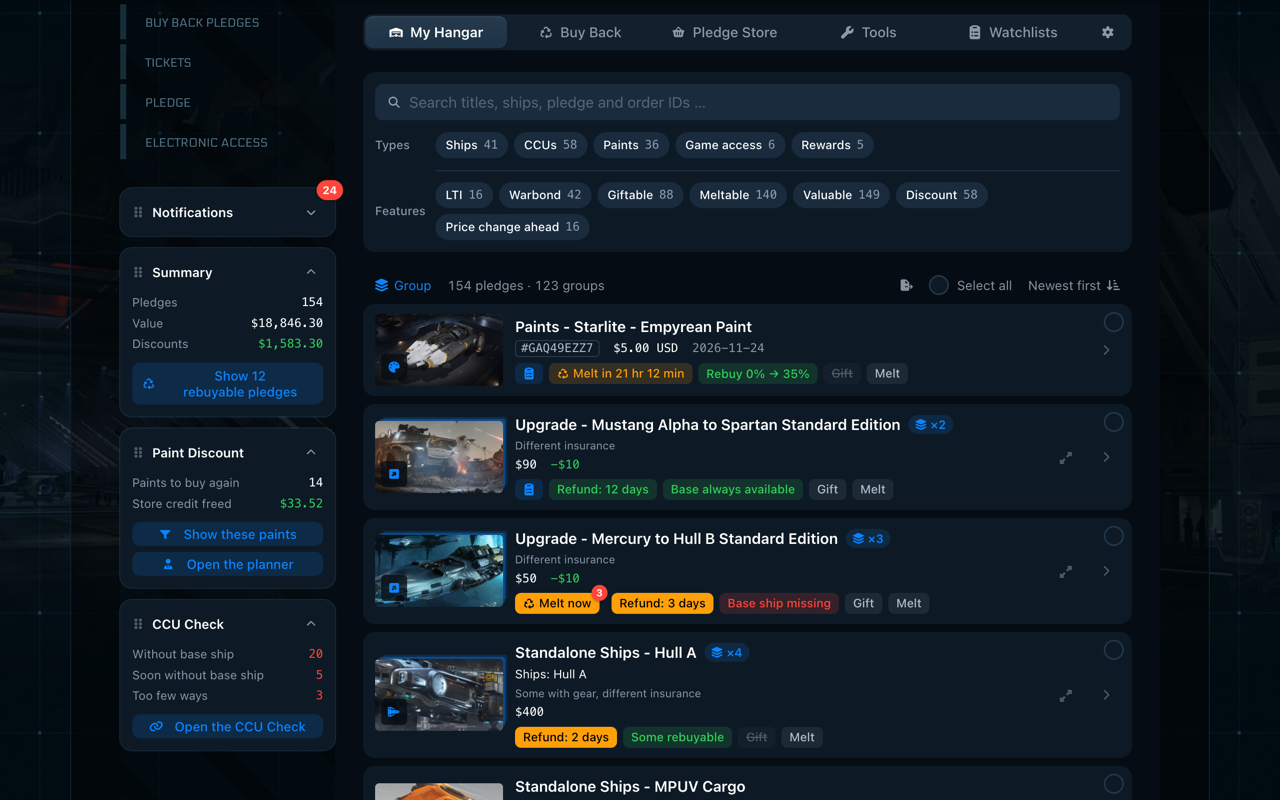 BUY BACK PLEDGES
TICKETS
PLEDGE
ELECTRONIC ACCESS
24
Notifications
Summary
Pledges 154
Value $18,846.30
Discounts $1,583.30
Show 12
rebuyable pledges
Paint Discount
Paints to buy again 14
Store credit freed $33.52
Show these paints
Open the planner
CCU Check
Without base ship 20
Soon without base ship 5
Too few ways 3
Open the CCU Check
My Hangar Buy Back Pledge Store Tools Watchlists
Search titles, ships, pledge and order IDs ...
Types Ships 41 CCUs 58 Paints 36 Game access 6 Rewards 5
Features LTI 16 Warbond 42 Giftable 88 Meltable 140 Valuable 149 Discount 58
Price change ahead 16
Group 154 pledges · 123 groups Select all Newest first
Paints - Starlite - Empyrean Paint
#GAQ49EZZ7 $5.00 USD 2026-11-24
Melt in 21 hr 12 min Rebuy 0% → 35% Gift Melt
Upgrade - Mustang Alpha to Spartan Standard Edition ×2
Different insurance
$90 −$10
Refund: 12 days Base always available Gift Melt
Upgrade - Mercury to Hull B Standard Edition ×3
Different insurance
$50 −$10
Melt now 3 Refund: 3 days Base ship missing Gift Melt
Standalone Ships - Hull A ×4
Ships: Hull A
Some with gear, different insurance
$400
Refund: 2 days Some rebuyable Gift Melt
Standalone Ships - MPUV Cargo